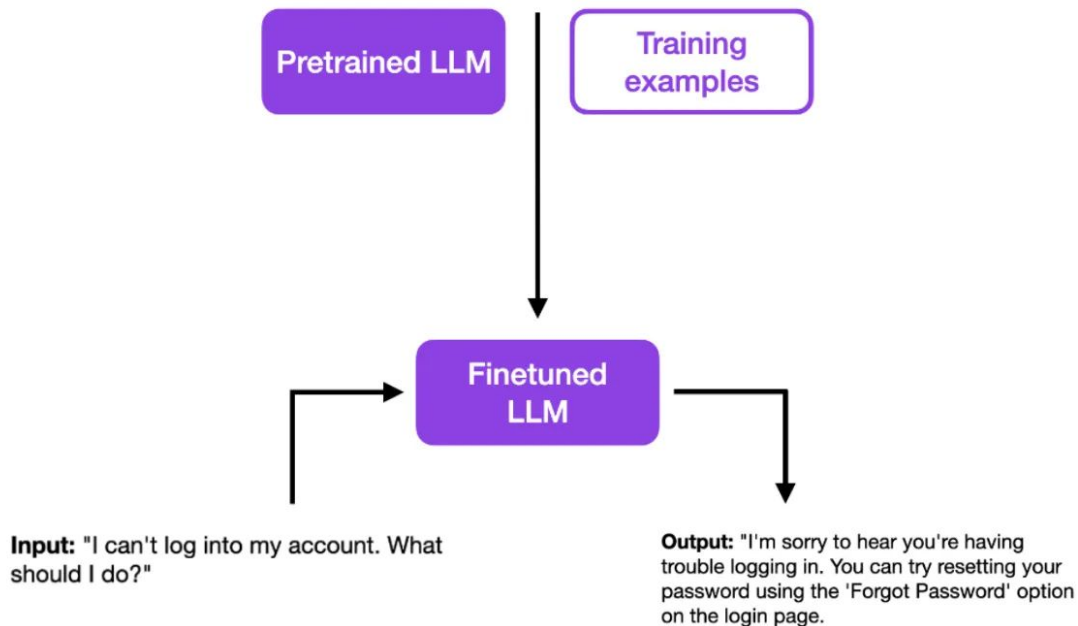 Pretrained LLM
Training
examples
Finetuned
LLM
Input: "I can't log into my account. What
should I do?"
Output: "I'm sorry to hear you're having
trouble logging in. You can try resetting your
password using the 'Forgot Password' option
on the login page.